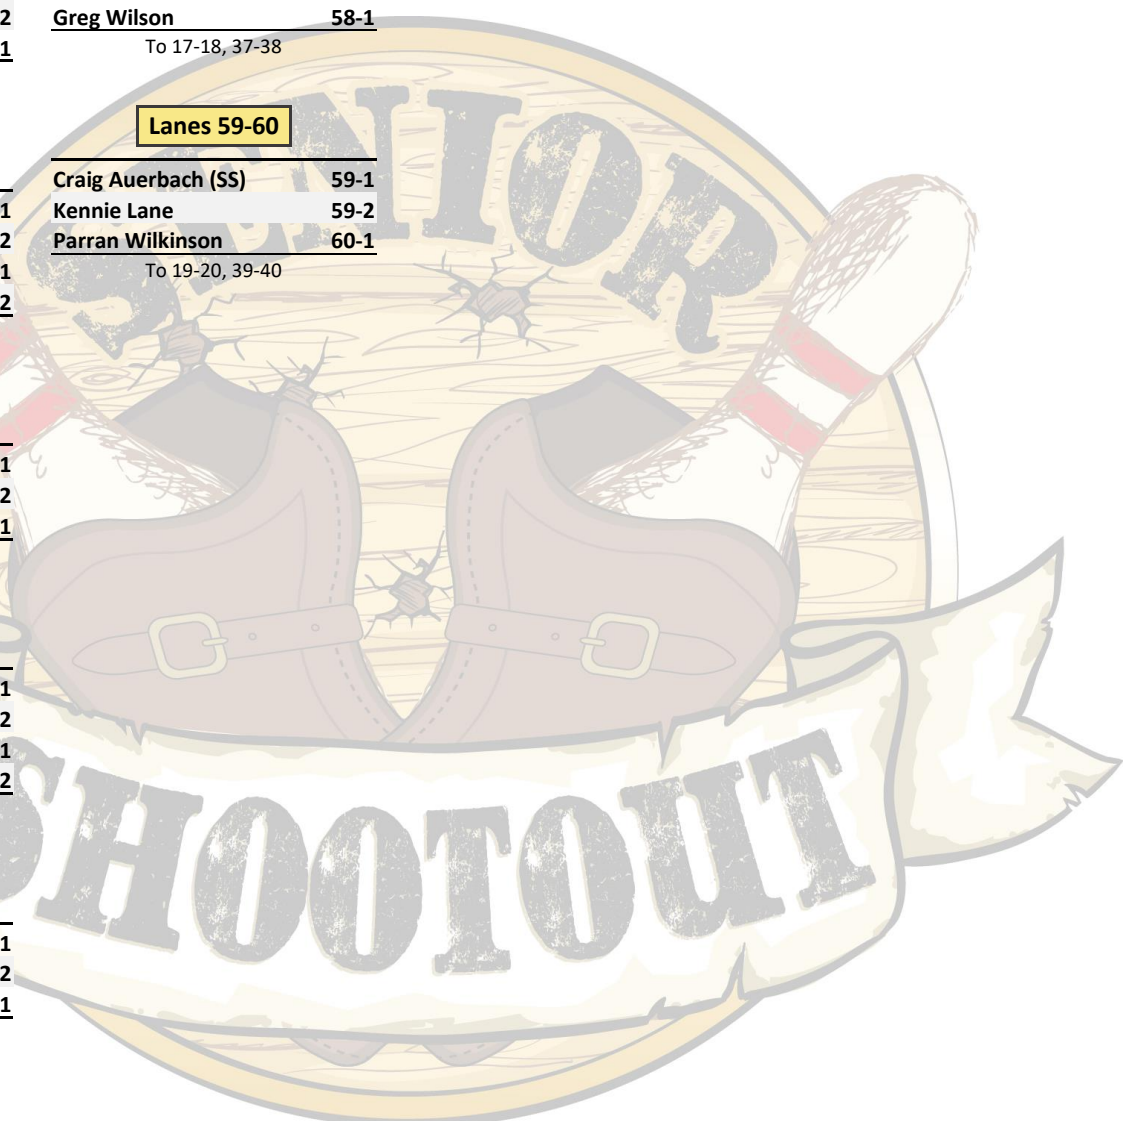 2
1
1
2
1
2
1
2
1
1
2
1
2
1
2
1
Greg Wilson 58-1
To 17-18, 37-38
Lanes 59-60
Craig Auerbach (SS) 59-1
Kennie Lane 59-2
Parran Wilkinson 60-1
To 19-20, 39-40
SENIOR
SHOOTOUT